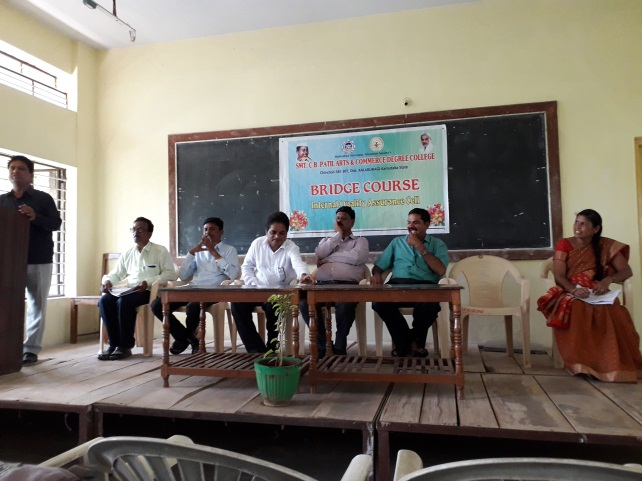 SMT. C B. PATIL ARTS & COMMERCE DEGREE COLLEGE
BRIDGE COURSE
Internal Quality Assurance Cell